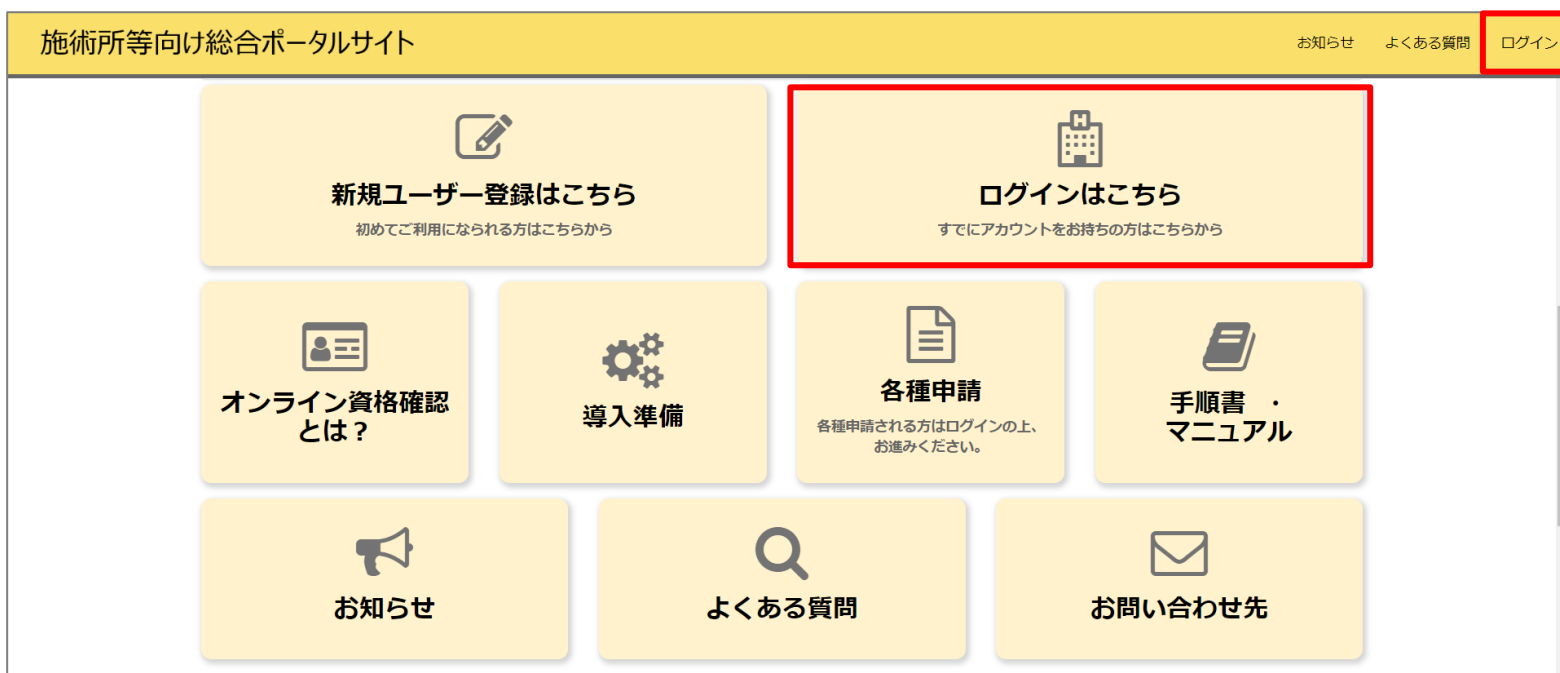 施術所等向け総合ポータルサイト
お知らせ
よくある質問
ログイン
新規ユーザー登録はこちら
初めてご利用になられる方はこちらから
ログインはこちら
すでにアカウントをお持ちの方はこちらから
オンライン資格確認
とは？
導入準備
各種申請
各種申請される方はログインの上、
お進みください。
手順書　・
マニュアル
お知らせ
よくある質問
お問い合わせ先